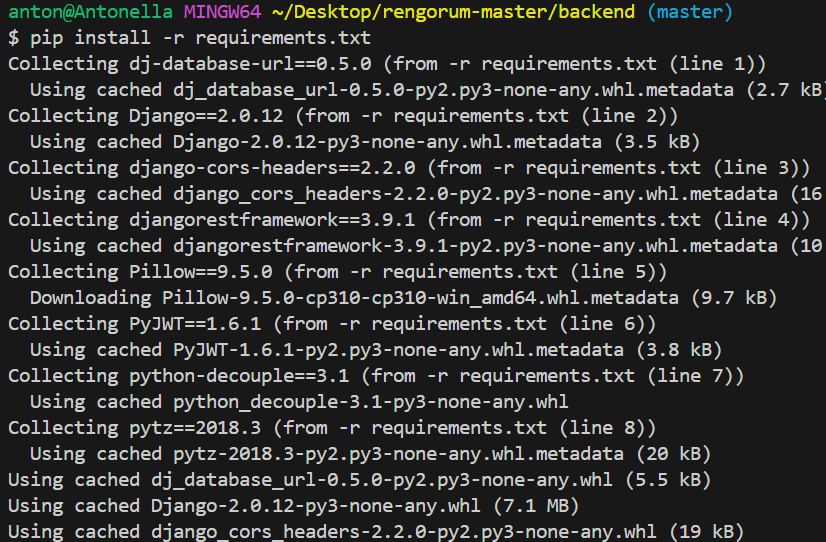 anton@Antonella MINGW64 ~/Desktop/rengorum-master/backend (master)
$ pip install -r requirements.txt
Collecting dj-database-url==0.5.0 (from -r requirements.txt (line 1))
  Using cached dj_database_url-0.5.0-py2.py3-none-any.whl.metadata (2.7 kB)
Collecting Django==2.0.12 (from -r requirements.txt (line 2))
  Using cached Django-2.0.12-py3-none-any.whl.metadata (3.5 kB)
Collecting django-cors-headers==2.2.0 (from -r requirements.txt (line 3))
  Using cached django_cors_headers-2.2.0-py2.py3-none-any.whl.metadata (16
Collecting djangorestframework==3.9.1 (from -r requirements.txt (line 4))
  Using cached djangorestframework-3.9.1-py2.py3-none-any.whl.metadata (10
Collecting Pillow==9.5.0 (from -r requirements.txt (line 5))
  Downloading Pillow-9.5.0-cp310-cp310-win_amd64.whl.metadata (9.7 kB)
Collecting PyJWT==1.6.1 (from -r requirements.txt (line 6))
  Using cached PyJWT-1.6.1-py2.py3-none-any.whl.metadata (3.8 kB)
Collecting python-decouple==3.1 (from -r requirements.txt (line 7))
  Using cached python_decouple-3.1-py3-none-any.whl
Collecting pytz==2018.3 (from -r requirements.txt (line 8))
  Using cached pytz-2018.3-py2.py3-none-any.whl.metadata (20 kB)
Using cached dj_database_url-0.5.0-py2.py3-none-any.whl (5.5 kB)
Using cached Django-2.0.12-py3-none-any.whl (7.1 MB)
Using cached django_cors_headers-2.2.0-py2.py3-none-any.whl (19 kB)